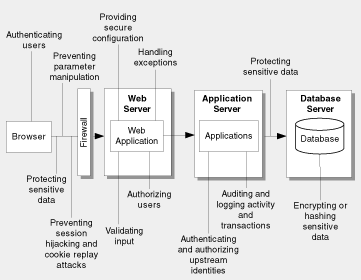 Providing
secure
configuration
Authenticating
users
Handling
exceptions
Preventing
parameter
manipulation
Protecting
sensitive data
Web
Server
Application
Server
Database
Server
Browser
Firewall
Web
Application
Applications
Database
Protecting
sensitive
data
Authorizing
users
Auditing and
logging activity
and
transactions
Encrypting or
hashing
sensitive
data
Preventing
session
hijacking and
cookie replay
attacks
Validating
input
Authenticating
and authorizing
upstream
identities